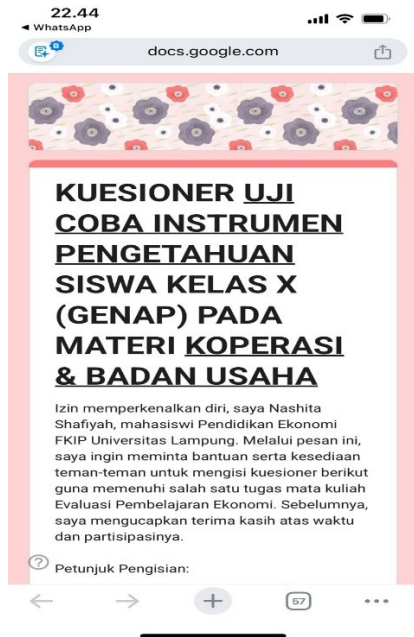 22.44
◄ WhatsApp
docs.google.com
KUESIONER UJI
COBA INSTRUMEN
PENGETAHUAN
SISWA KELAS X
(GENAP) PADA
MATERI KOPERASI
& BADAN USAHA
Izin memperkenalkan diri, saya Nashita
Shafiyah, mahasiswi Pendidikan Ekonomi
FKIP Universitas Lampung. Melalui pesan ini,
saya ingin meminta bantuan serta kesediaan
teman-teman untuk mengisi kuesioner berikut
guna memenuhi salah satu tugas mata kuliah
Evaluasi Pembelajaran Ekonomi. Sebelumnya,
saya mengucapkan terima kasih atas waktu
dan partisipasinya.
Petunjuk Pengisian:
57